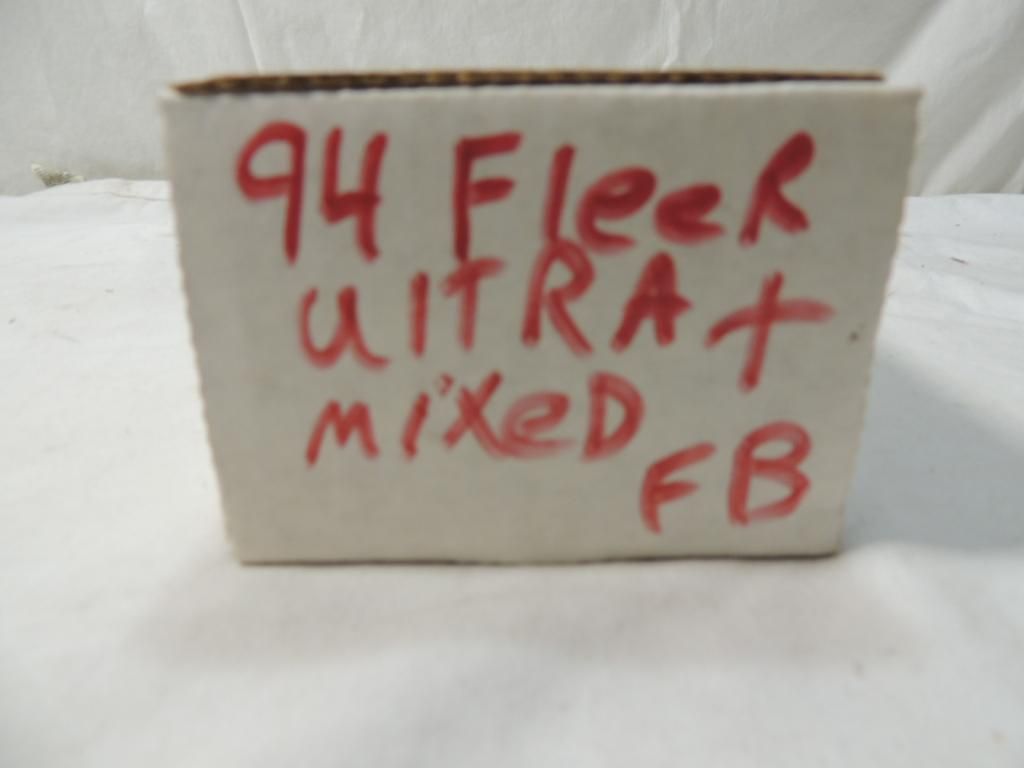 94 FleeR
UlTRA +
mixeD
FB